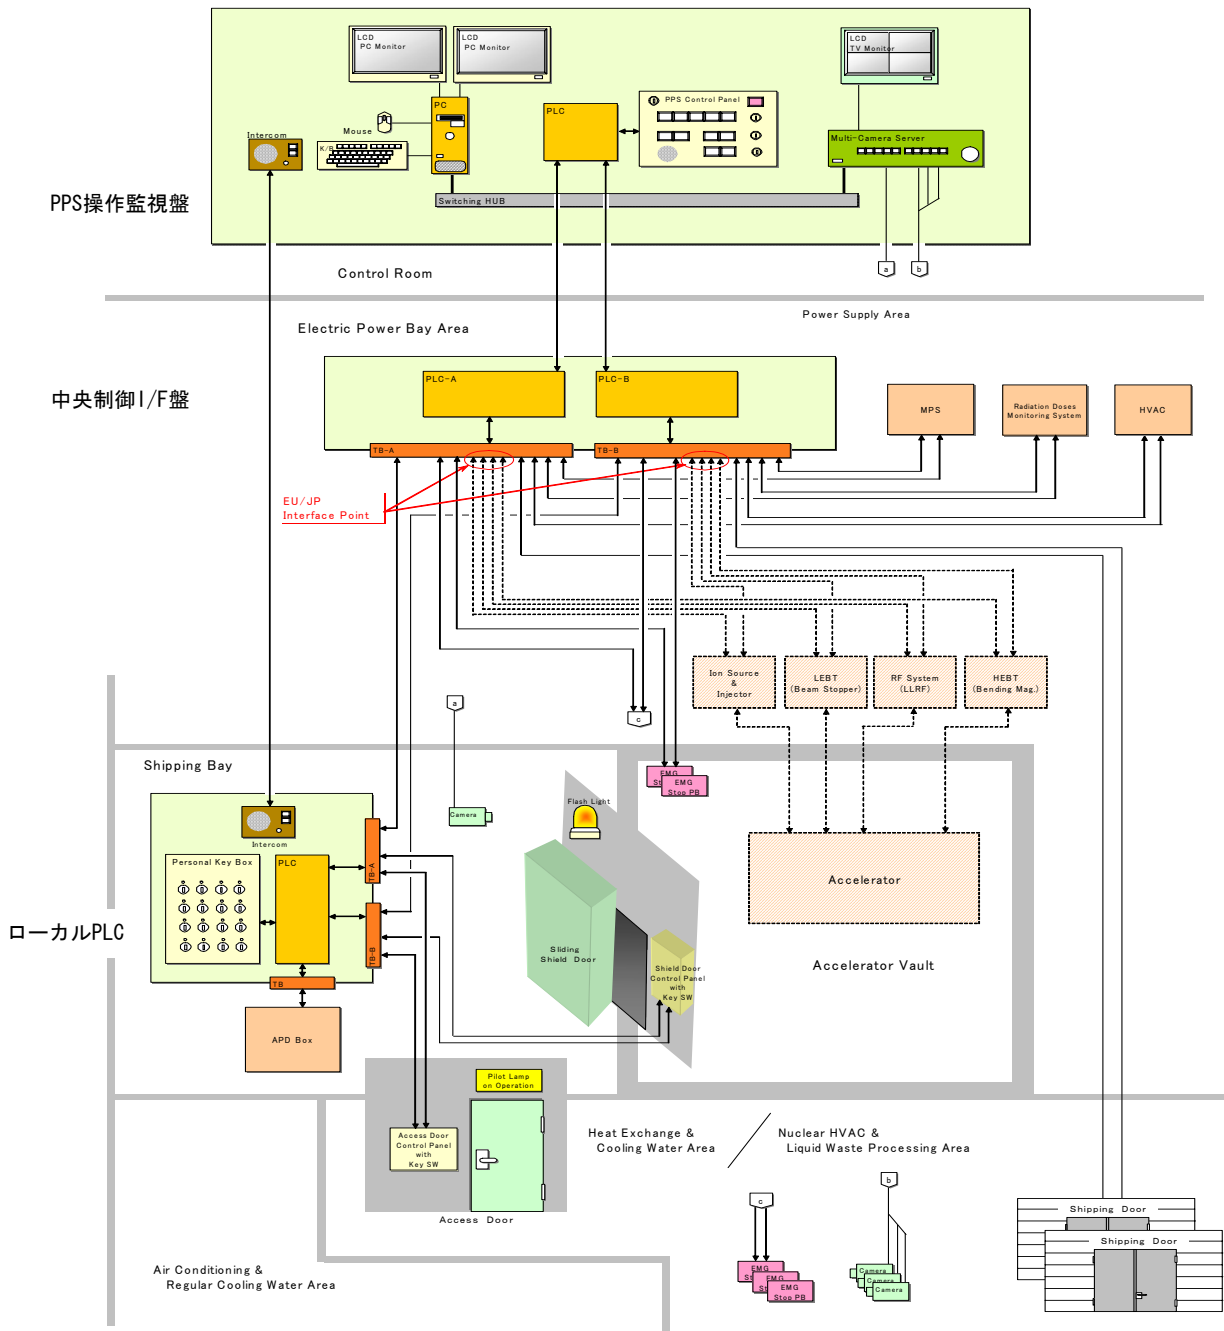 LCD
PC Monitor
LCD
PC Monitor
LCD
TV Monitor
PC
PLC
PPS Control Panel
Mouse
Intercom
K/B
Multi-Camera Server
Switching HUB
PPS操作監視盤
a
b
Control Room
Power Supply Area
Electric Power Bay Area
中央制御I/F盤
PLC-A
PLC-B
MPS
Radiation Doses
Monitoring System
HVAC
TB-A
TB-B
EU/JP
Interface Point
Ion Source
&
Injector
LEBT
(Beam Stopper)
RF System
(LLRF)
HEBT
(Bending Mag.)
a
c
Shipping Bay
EMG
St
EMG
Stop PB
Flash Light
Camera
Intercom
Personal Key Box
PLC
TB-A
TB-B
Accelerator
ローカルPLC
Sliding
Shield Door
Shield Door
Control Panel
with
Key SW
Accelerator Vault
TB
APD Box
Pilot Lamp
on Operation
Access Door
Control Panel
with
Key SW
Access Door
Heat Exchange &
Cooling Water Area
Nuclear HVAC &
Liquid Waste Processing Area
c
b
Shipping Door
Shipping Door
Air Conditioning &
Regular Cooling Water Area
EMG
St
EMG
St
EMG
Stop PB
Camera
Camera
Camera